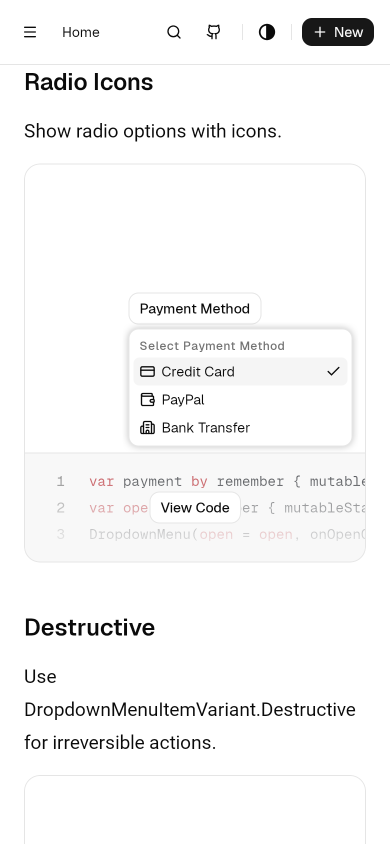 Home
New
Radio Icons
Show radio options with icons.
Payment Method
Select Payment Method
Credit Card
PayPal
Bank Transfer
1 var payment by remember { mutable
2 var ope er { mutableSta
View Code
3 DropdownMenu(open = open, onOpenC
Destructive
Use
DropdownMenuItemVariant.Destructive
for irreversible actions.